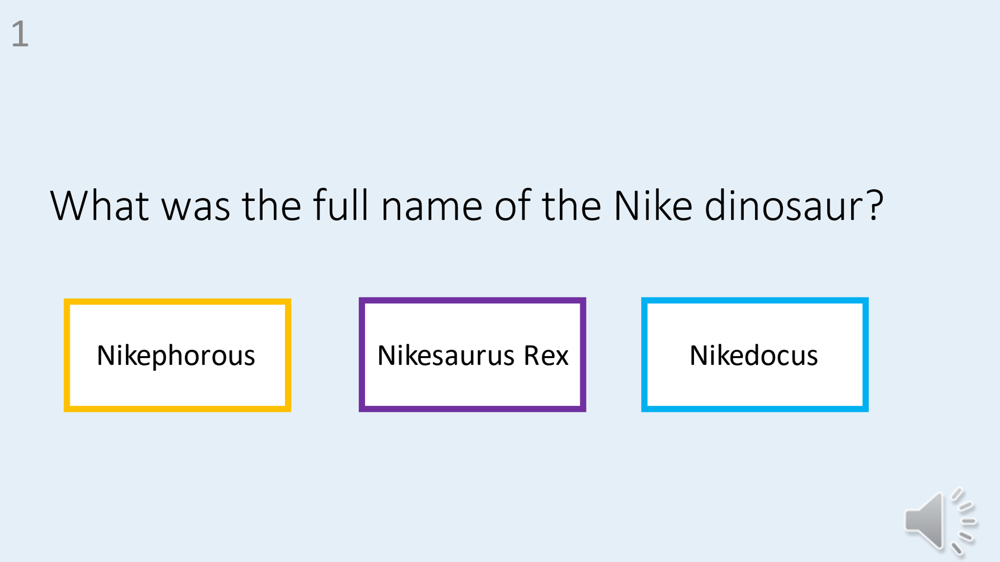 1
What was the full name of the Nike dinosaur?
Nikephorous
Nikesaurus Rex
Nikedocus